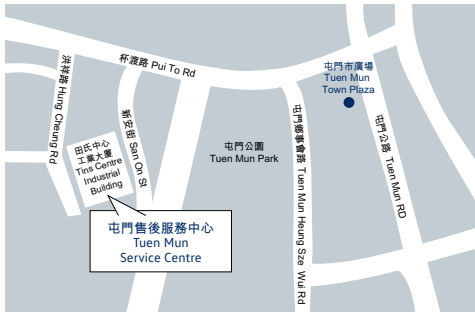 杯渡路 Pui To Rd
洪祥路 Hung Cheung Rd
新安街 San On St
田氏中心
工業大廈
Tins Centre
Industrial
Building
屯門售後服務中心
Tuen Mun
Service Centre
屯門公園
Tuen Mun Park
屯門鄉事會路 Tuen Mun Heung Sze Wui Rd
屯門市廣場
Tuen Mun
Town Plaza
屯門公路 Tuen Mun RD